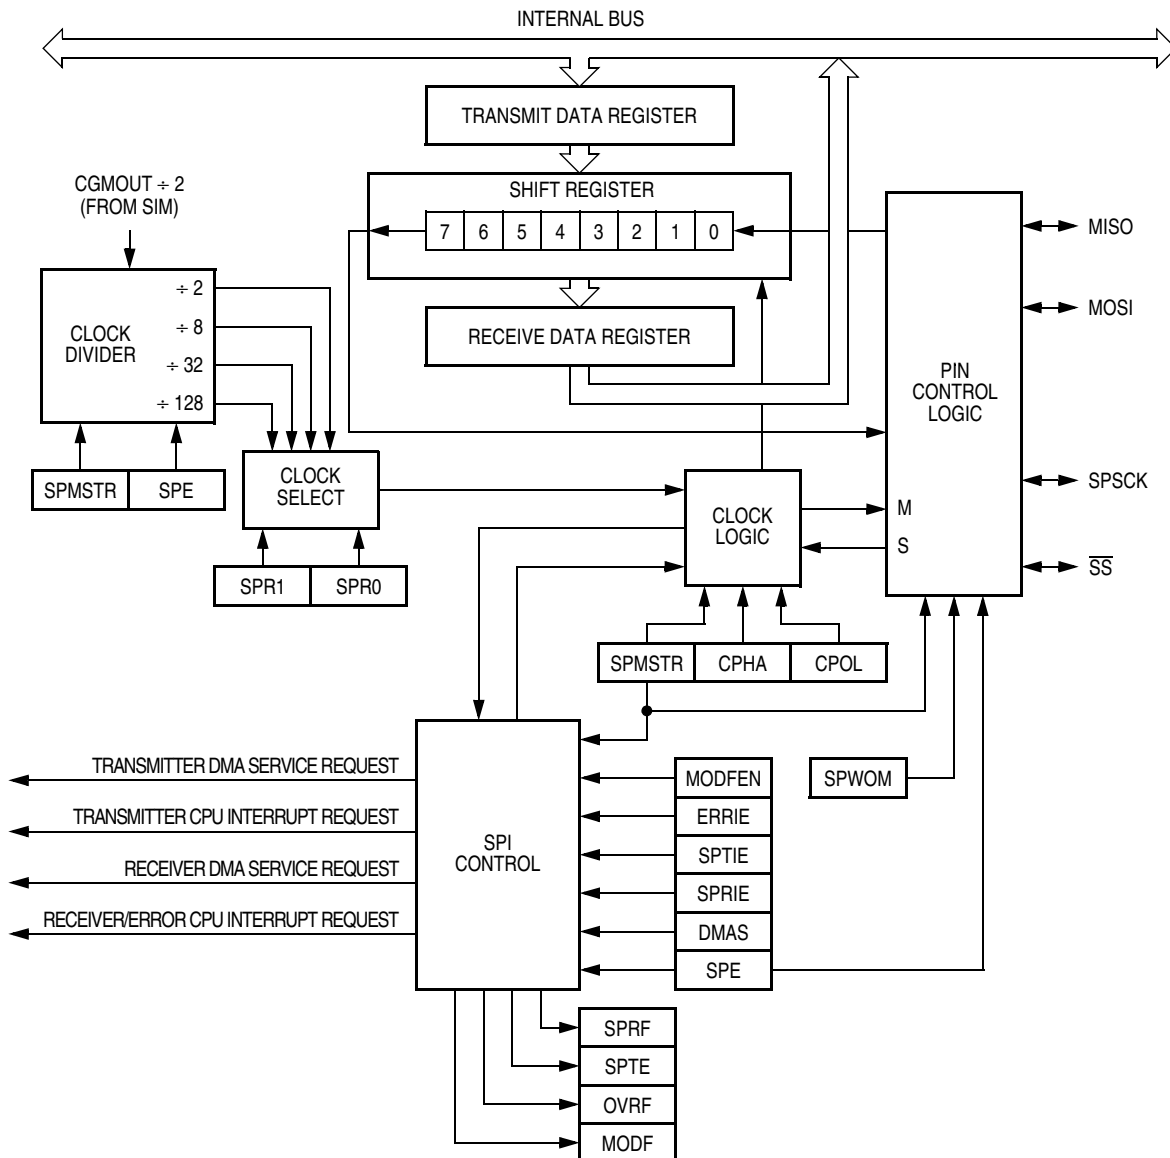 INTERNAL BUS
TRANSMIT DATA REGISTER
CGMOUT ÷ 2
(FROM SIM)
SHIFT REGISTER
7 6 5 4 3 2 1 0
MISO
MOSI
÷ 2
÷ 8
÷ 32
÷ 128
CLOCK
DIVIDER
RECEIVE DATA REGISTER
PIN
CONTROL
LOGIC
SPMSTR SPE
CLOCK
SELECT
SPSCK
M
S
CLOCK
LOGIC
SS
SPR1 SPR0
SPMSTR CPHA CPOL
TRANSMITTER DMA SERVICE REQUEST
TRANSMITTER CPU INTERRUPT REQUEST
RECEIVER DMA SERVICE REQUEST
RECEIVER/ERROR CPU INTERRUPT REQUEST
SPI
CONTROL
MODFEN
ERRIE
SPTIE
SPRIE
DMAS
SPE
SPWOM
SPRF
SPTE
OVRF
MODF